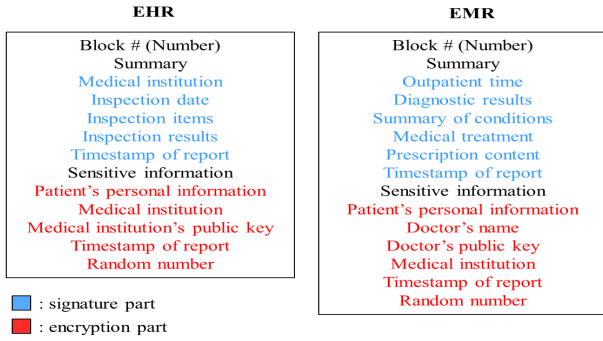 EHR
Block # (Number)
Summary
Medical institution
Inspection date
Inspection items
Inspection results
Timestamp of report
Sensitive information
Patient's personal information
Medical institution
Medical institution's public key
Timestamp of report
Random number
EMR
Block # (Number)
Summary
Outpatient time
Diagnostic results
Summary of conditions
Medical treatment
Prescription content
Timestamp of report
Sensitive information
Patient's personal information
Doctor's name
Doctor's public key
Medical institution
Timestamp of report
Random number
: signature part
: encryption part